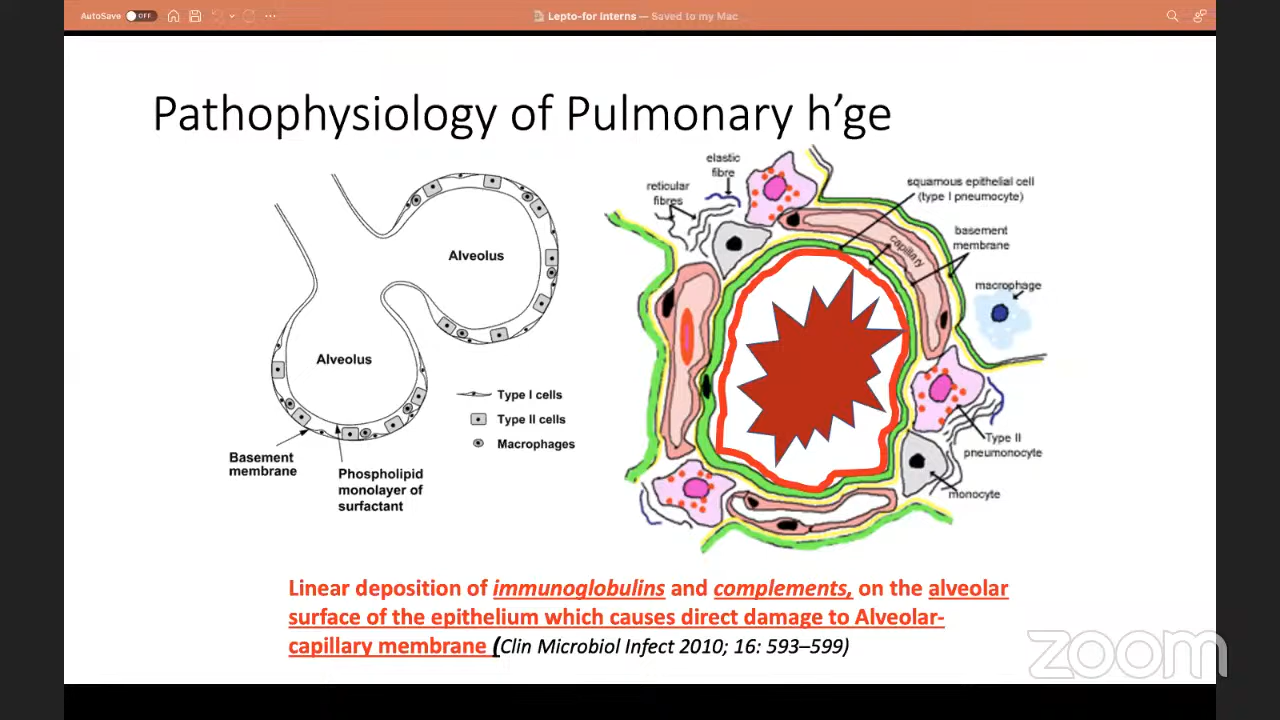 AutoSave OFF
Lepto-for Interns — Saved to my Mac
Pathophysiology of Pulmonary h’ge
Alveolus
Alveolus
Type I cells
Type II cells
Macrophages
Basement
membrane
Phospholipid
monolayer of
surfactant
elastic
fibre
reticular
fibres
squamous epithelial cell
(type I pneumocyte)
capillary
basement
membrane
macrophage
Type II
pneumonocyte
monocyte
Linear deposition of immunoglobulins and complements, on the alveolar
surface of the epithelium which causes direct damage to Alveolar-
capillary membrane (Clin Microbiol Infect 2010; 16: 593–599)
zoom